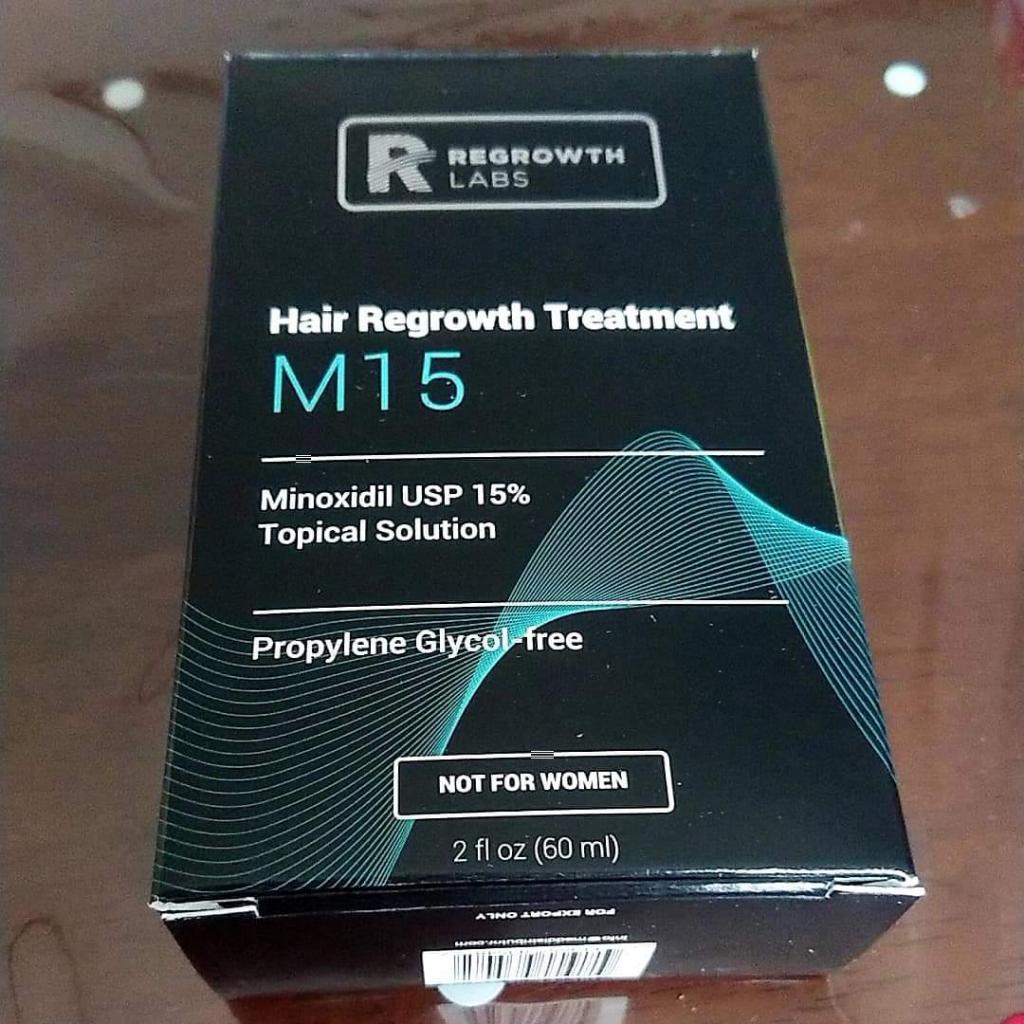 REGROWTH
LABS
Hair Regrowth Treatment
M15
Minoxidil USP 15%
Topical Solution
Propylene Glycol-free
NOT FOR WOMEN
2 fl oz (60 ml)
FOR EXPORT ONLY